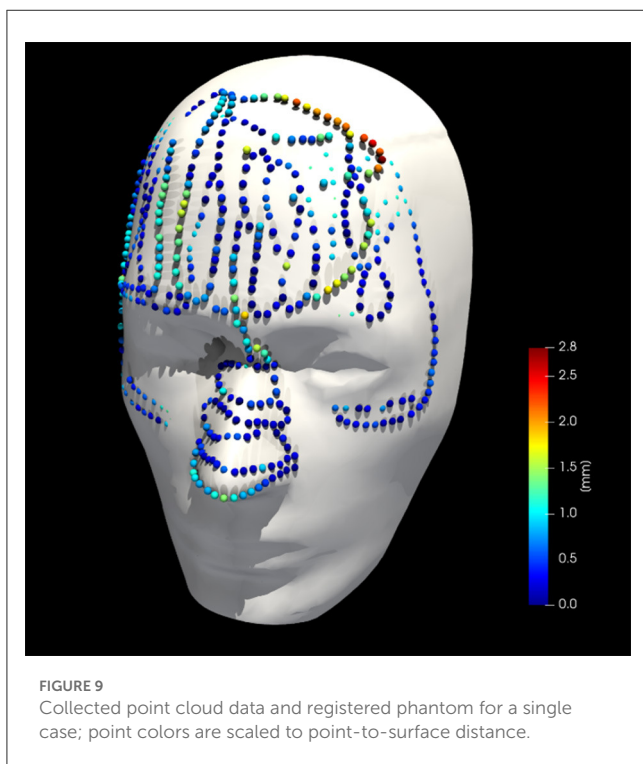 2.8
2.5
2.0
1.5
1.0
0.5
0.0
(mm)
FIGURE 9
Collected point cloud data and registered phantom for a single
case; point colors are scaled to point-to-surface distance.